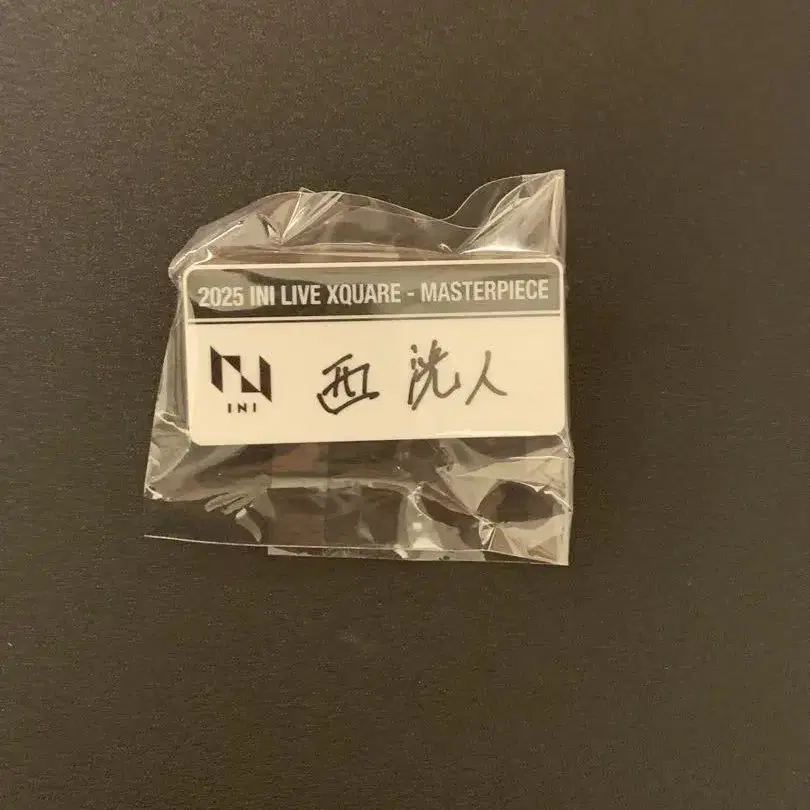 2025 INI LIVE XQUARE - MASTERPIECE
INI
西 洸人